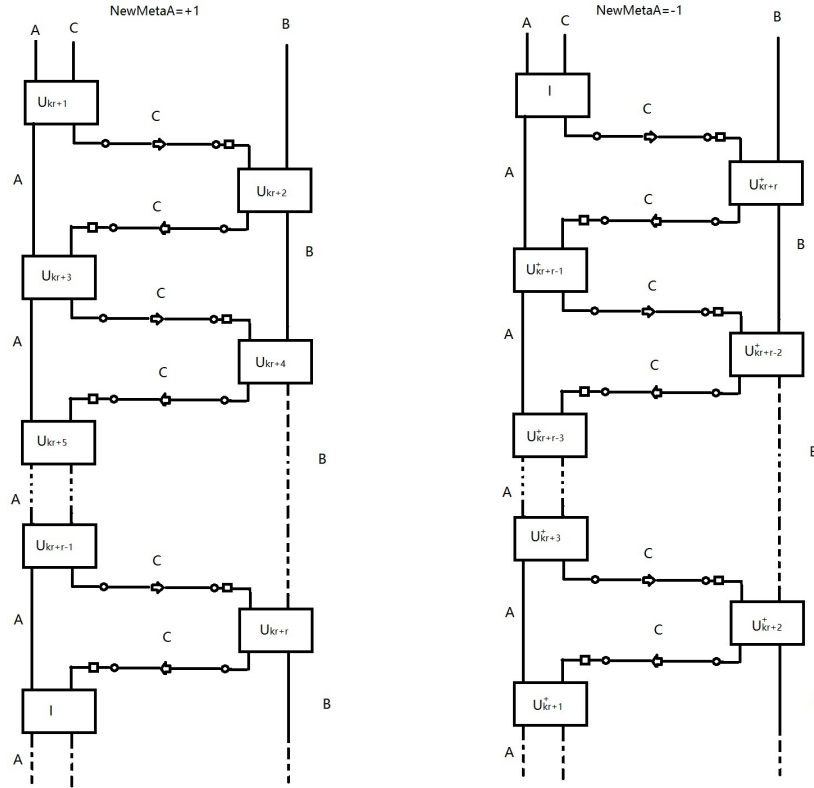 NewMetaA=+1
A C B
Ukr+1
C
A
Ukr+2
C
B
Ukr+3
C
A
Ukr+4
C
Ukr+5
B
A
Ukr+r-1
C
A
Ukr+r
C
I
B
A
NewMetaA=-1
A C B
I
C
A
U+kr+r
C
B
U+kr+r-1
C
A
U+kr+r-2
C
U+kr+r-3
B
A
U+kr+3
C
A
U+kr+2
C
U+kr+1
A